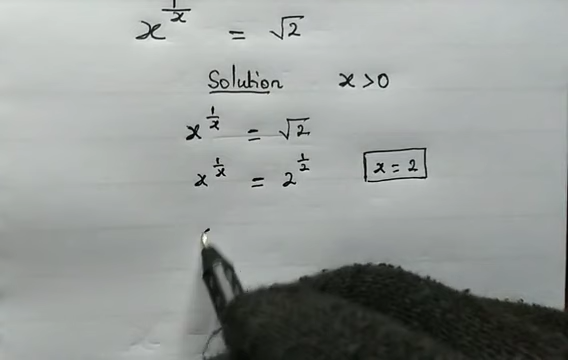 x^{1/x} = √2
Solution x > 0
x^{1/x} = √2
x^{1/x} = 2^{1/2} x = 2